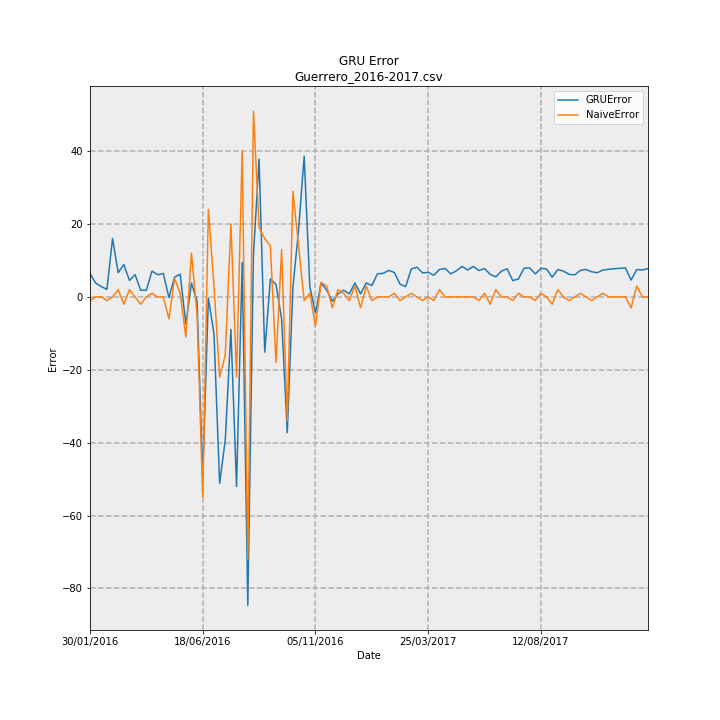 GRU Error
Guerrero_2016-2017.csv
GRUError
NaiveError
40
20
0
−20
−40
−60
−80
Error
30/01/2016
18/06/2016
05/11/2016
25/03/2017
12/08/2017
Date